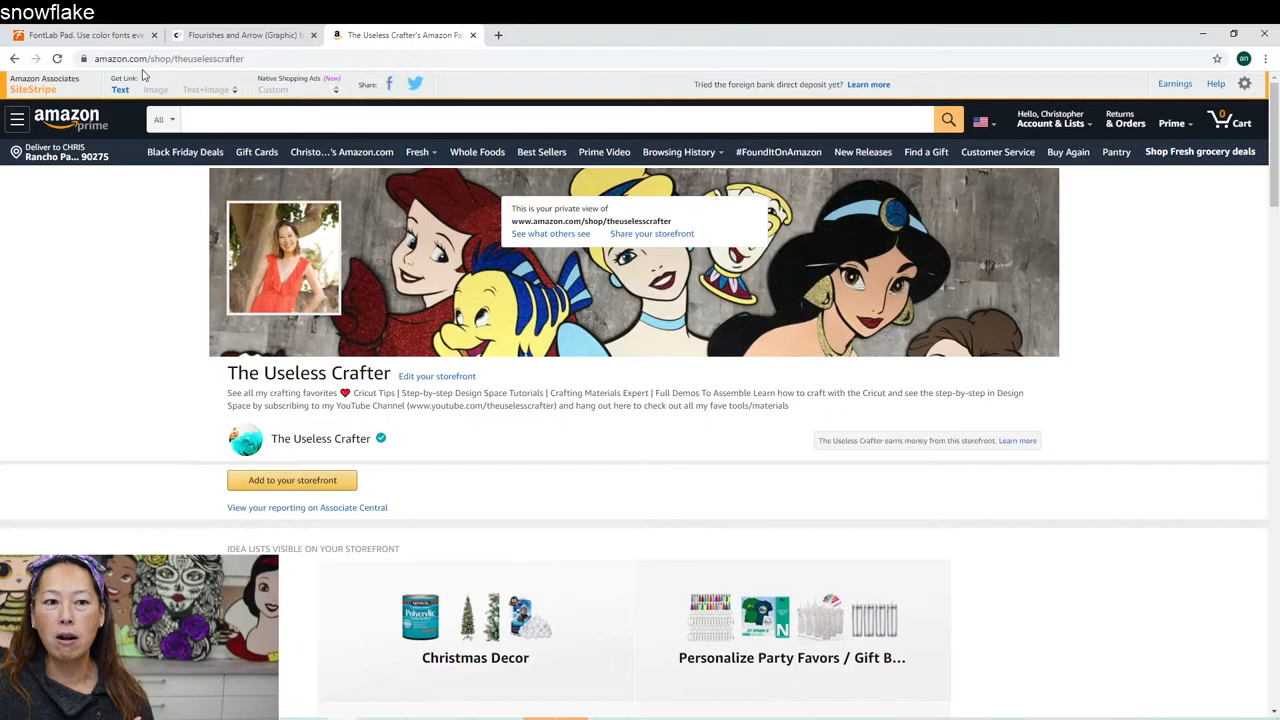 snowflake
FontLab Pad. Use color fonts eve
Flourishes and Arrow (Graphic) b
The Useless Crafter's Amazon Pa
amazon.com/shop/theuselesscrafter
an
Amazon Associates
SiteStripe
Get Link:
Text
Image
Text+Image
Native Shopping Ads (New)
Custom
Share:
Tried the foreign bank direct deposit yet? Learn more
Earnings
Help
amazon
prime
All
Hello, Christopher
Account & Lists
Returns
& Orders
Prime
0
Cart
Deliver to CHRIS
Rancho Pa... 90275
Black Friday Deals
Gift Cards
Christo...'s Amazon.com
Fresh
Whole Foods
Best Sellers
Prime Video
Browsing History
#FoundItOnAmazon
New Releases
Find a Gift
Customer Service
Buy Again
Pantry
Shop Fresh grocery deals
This is your private view of
www.amazon.com/shop/theuselesscrafter
See what others see
Share your storefront
The Useless Crafter
Edit your storefront
See all my crafting favorites ❤️ Cricut Tips | Step-by-step Design Space Tutorials | Crafting Materials Expert | Full Demos To Assemble Learn how to craft with the Cricut and see the step-by-step in Design
Space by subscribing to my YouTube Channel (www.youtube.com/theuselesscrafter) and hang out here to check out all my fave tools/materials
The Useless Crafter
The Useless Crafter earns money from this storefront. Learn more
Add to your storefront
View your reporting on Associate Central
IDEA LISTS VISIBLE ON YOUR STOREFRONT
Polycrylic
N
Christmas Decor
Personalize Party Favors / Gift B...